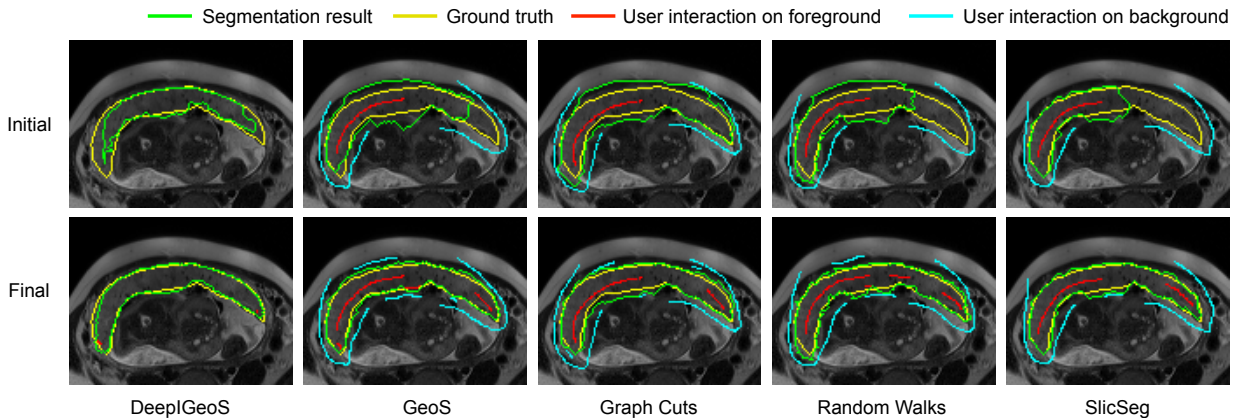 Segmentation result Ground truth User interaction on foreground User interaction on background
Initial
Final
DeepIGeoS GeoS Graph Cuts Random Walks SlicSeg